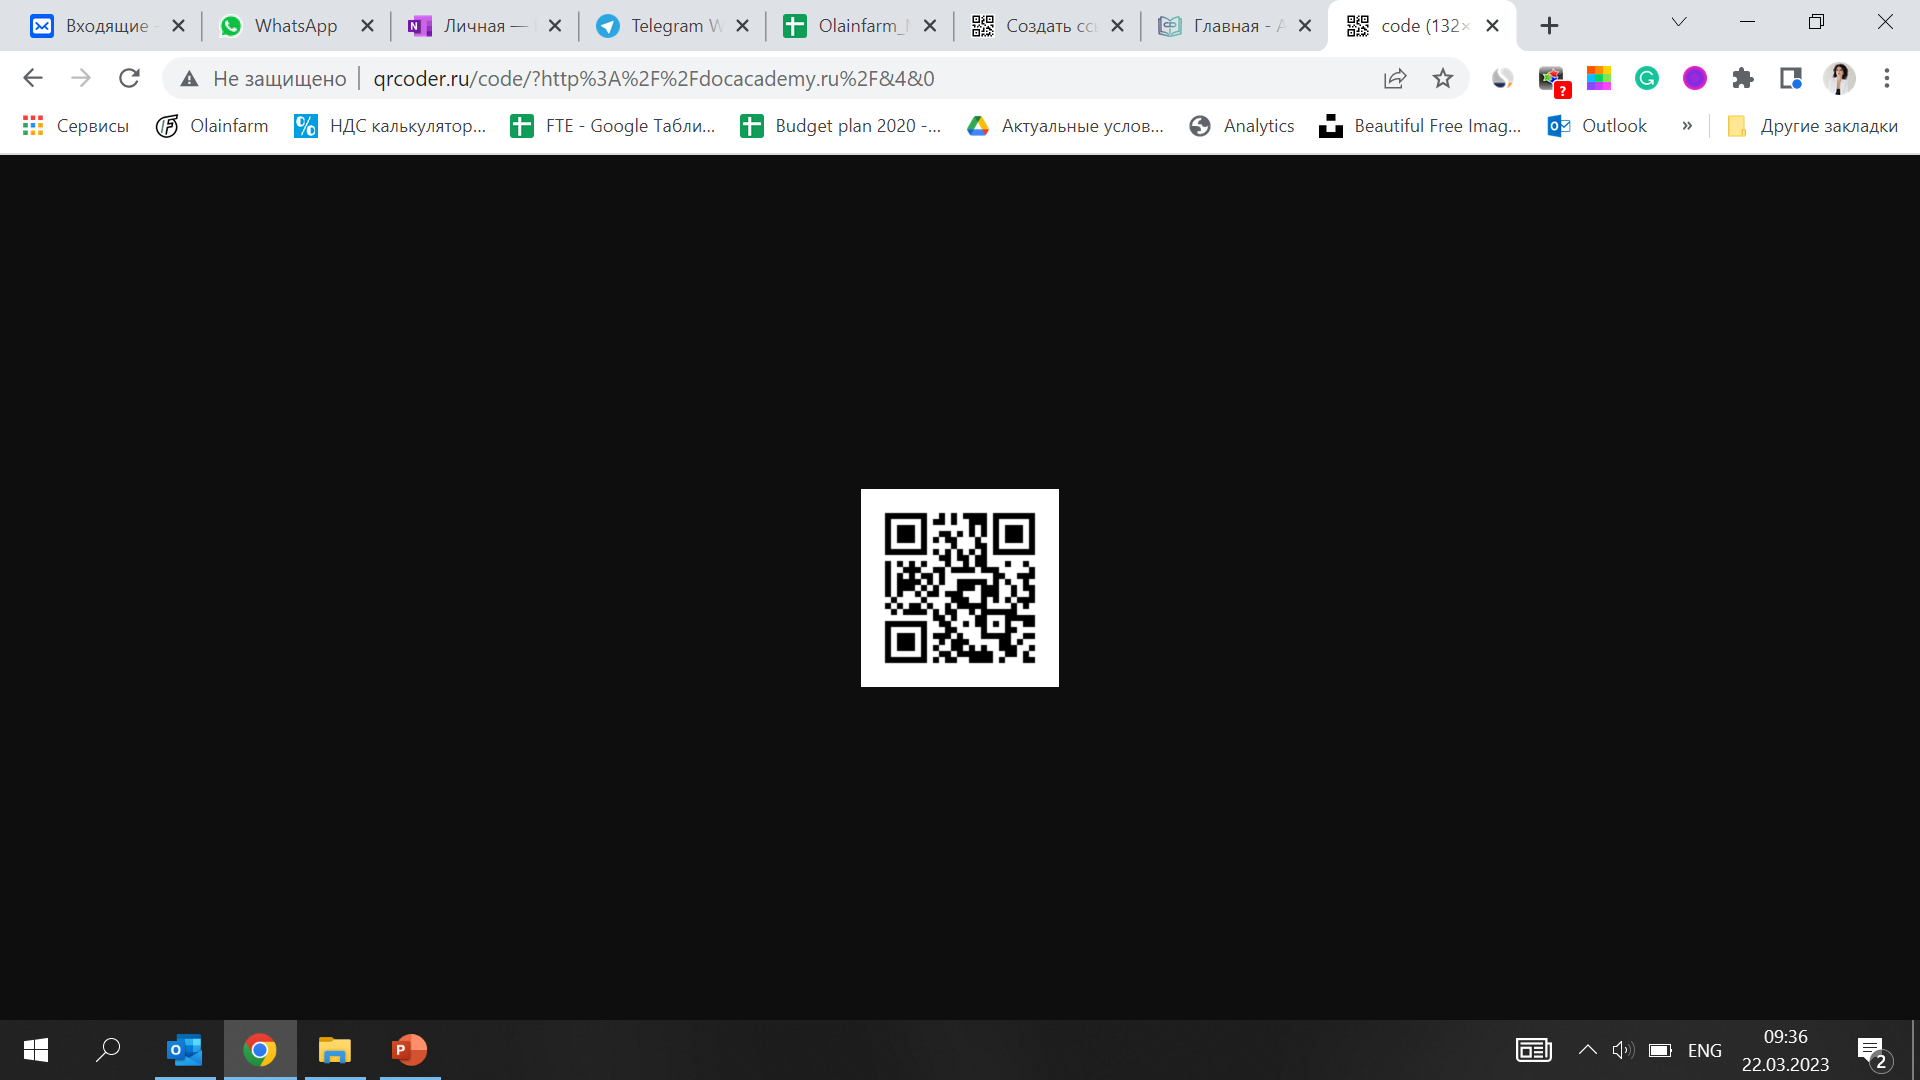 Входящие -
WhatsApp
Личная —
Telegram W
Olainfarm_
Создать ссы
Главная - А
code (132×
Не защищено
qrcoder.ru/code/?http%3A%2F%2Fdocacademy.ru%2F&4&0
?
Сервисы
Olainfarm
НДС калькулятор...
FTE - Google Табли...
Budget plan 2020 -...
Актуальные услов...
Analytics
Beautiful Free Imag...
Outlook
»
Другие закладки
ENG
09:36
22.03.2023
2